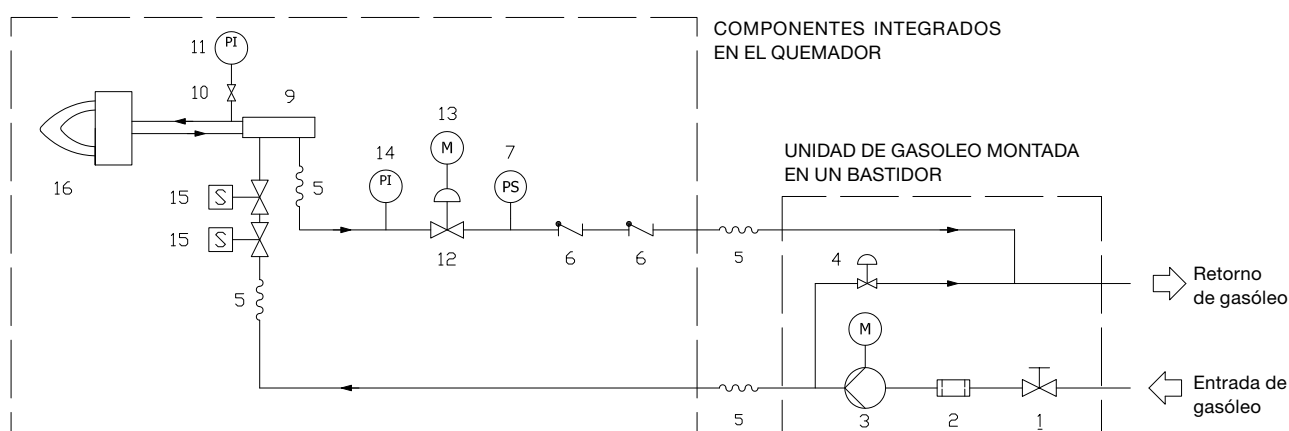 COMPONENTES INTEGRADOS
EN EL QUEMADOR
11
PI
10
9
13
M
14
PI
7
PS
5
16
15
S
15
S
12
6
6
5
5
UNIDAD DE GASOLEO MONTADA
EN UN BASTIDOR
4
Retorno
de gasóleo
M
Entrada de
gasóleo
5
3
2
1